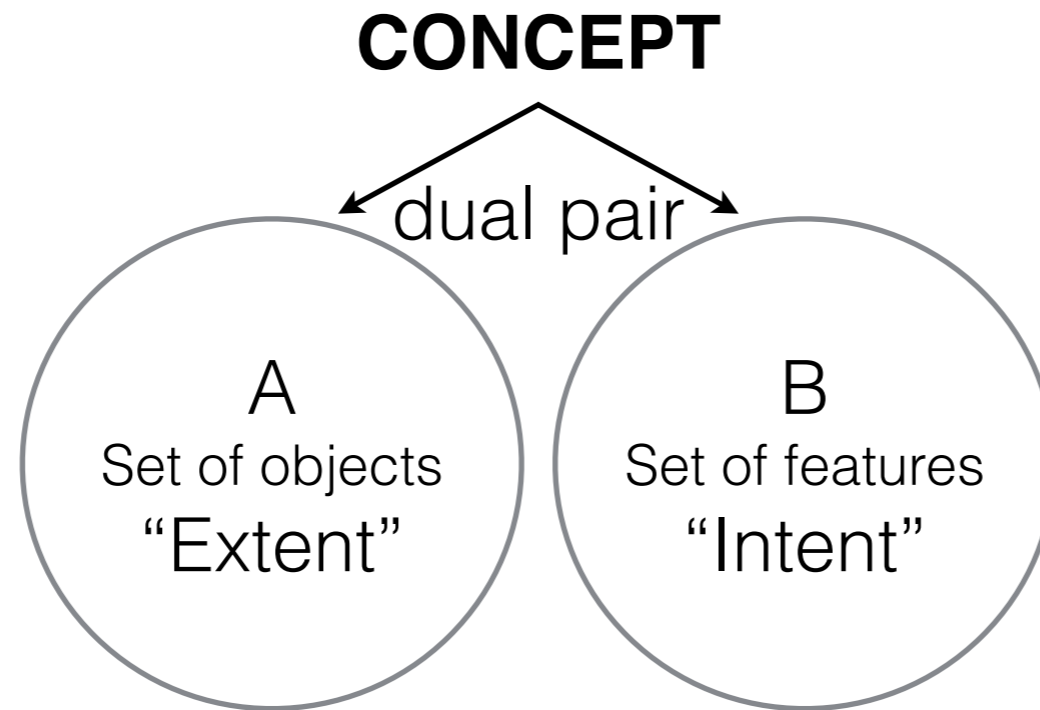 CONCEPT
dual pair
A
Set of objects
“Extent”
B
Set of features
“Intent”